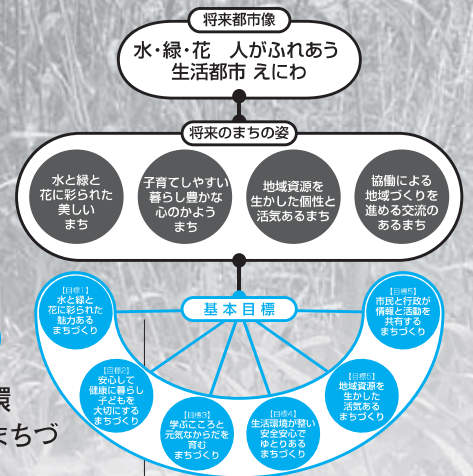 将来都市像
水・緑・花 人がふれあう
生活都市 えにわ
将来のまちの姿
水と緑と
花に彩られた
美しい
まち
子育てしやすい
暮らし豊かな
心のかよう
まち
地域資源を
生かした個性と
活気あるまち
協働による
地域づくりを
進める交流の
あるまち
基本目標
【目標1】
水と緑と
花に彩られた
魅力ある
まちづくり
【目標2】
安心して
健康に暮らし
子どもを
大切にする
まちづくり
【目標3】
学ぶこころと
元気なからだを
育む
まちづくり
【目標4】
生活環境が整い
安全安心で
ゆとりある
まちづくり
【目標5】
地域資源を
生かした
活気ある
まちづくり
【目標5】
市民と行政が
情報と活動を
共有する
まちづくり
環
まちづ